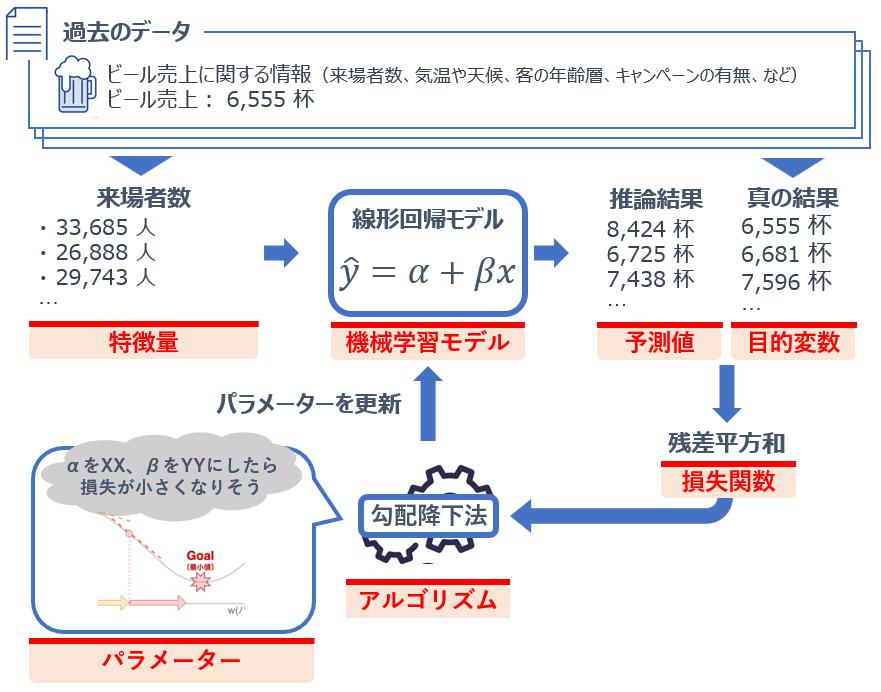 過去のデータ
ビール売上に関する情報（来場者数、気温や天候、客の年齢層、キャンペーンの有無、など）
ビール売上： 6,555 杯
来場者数
・ 33,685 人
・ 26,888 人
・ 29,743 人
…
特徴量
線形回帰モデル
ŷ = α + βx
機械学習モデル
推論結果
8,424 杯
6,725 杯
7,438 杯
…
予測値
真の結果
6,555 杯
6,681 杯
7,596 杯
…
目的変数
パラメーターを更新
残差平方和
損失関数
αをXX、βをYYにしたら
損失が小さくなりそう
Goal
(最小値)
w(パ
パラメーター
勾配降下法
アルゴリズム